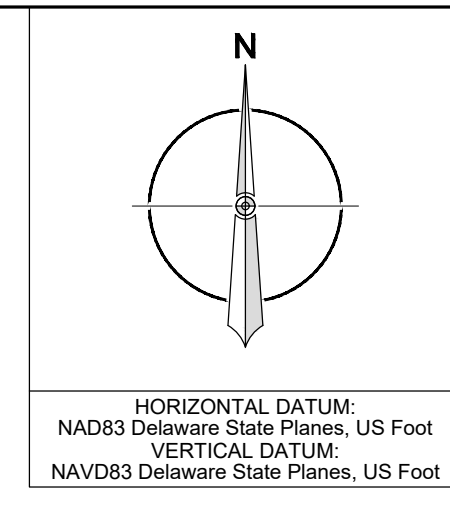 N
HORIZONTAL DATUM:
NAD83 Delaware State Planes, US Foot
VERTICAL DATUM:
NAVD83 Delaware State Planes, US Foot